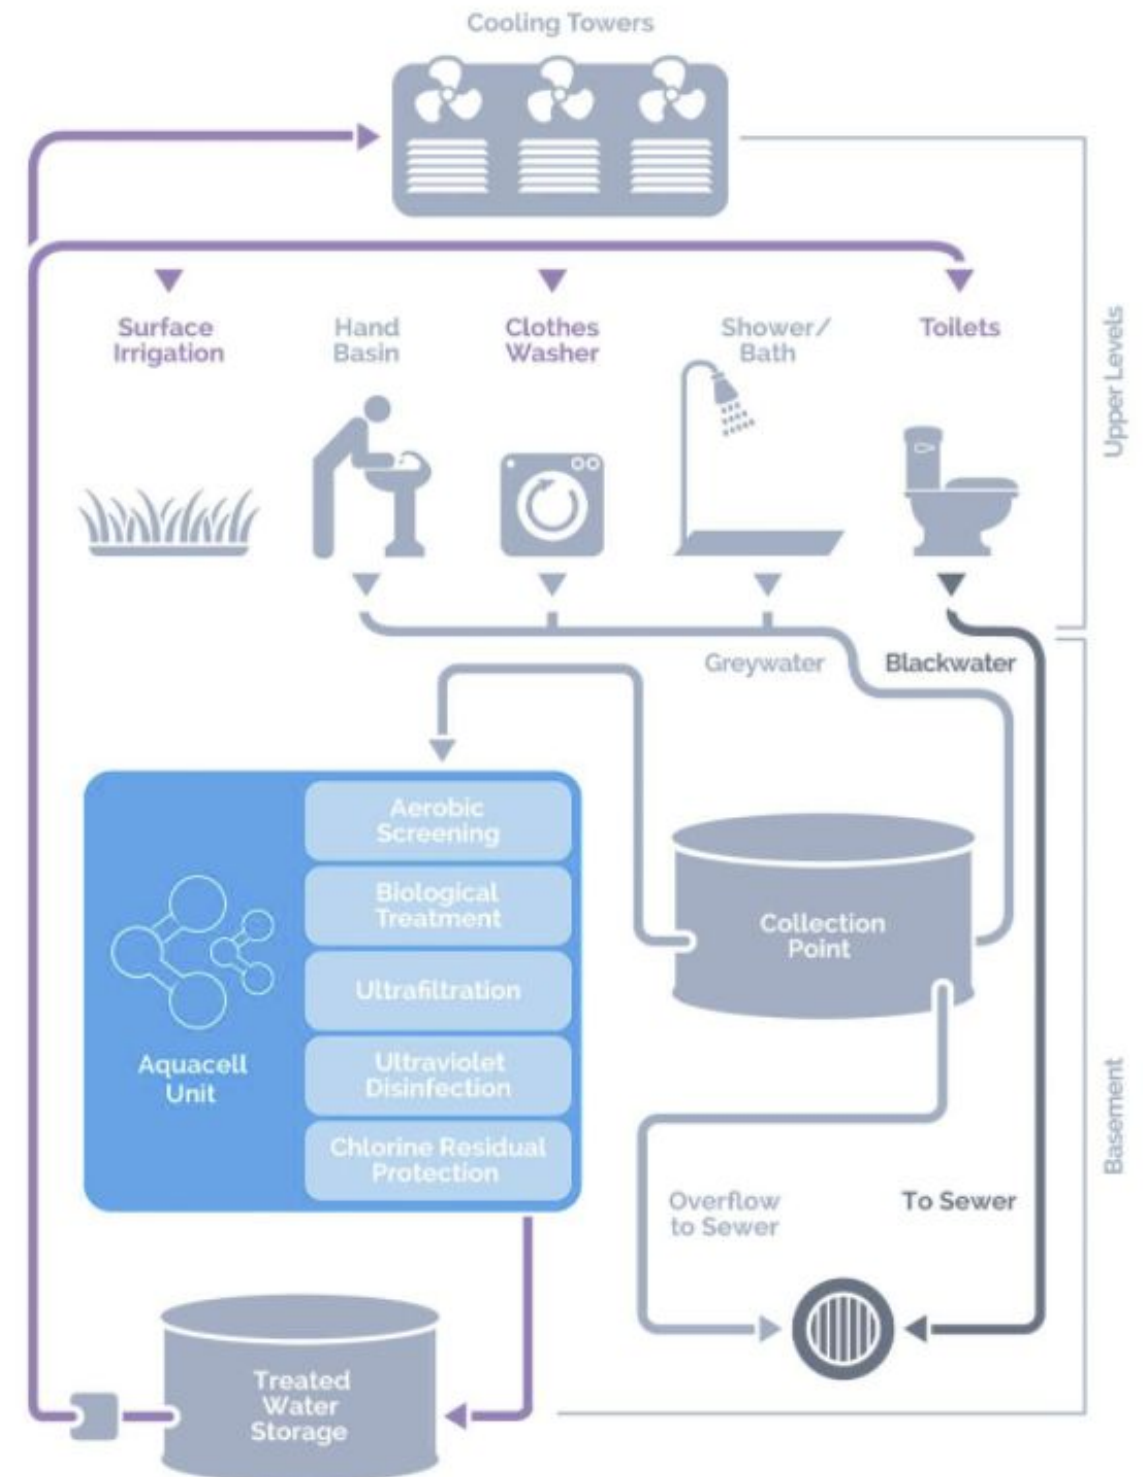 Cooling Towers
Surface
Irrigation
Hand
Basin
Clothes
Washer
Shower/
Bath
Toilets
Upper Levels
Greywater
Blackwater
Aerobic
Screening
Biological
Treatment
Ultrafiltration
Ultraviolet
Disinfection
Chlorine Residual
Protection
Aquacell
Unit
Collection
Point
Basement
Overflow
to Sewer
To Sewer
Treated
Water
Storage